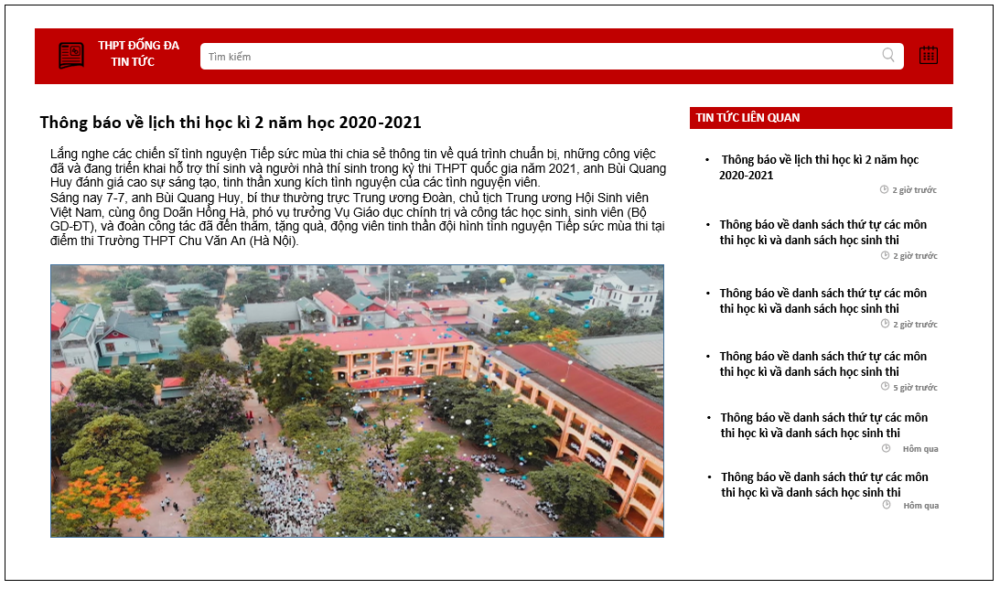 THPT ĐỐNG ĐA
TIN TỨC
Tìm kiếm
Thông báo về lịch thi học kì 2 năm học 2020-2021
Lắng nghe các chiến sĩ tình nguyện Tiếp sức mùa thi chia sẻ thông tin về quá trình chuẩn bị, những công việc
đã và đang triển khai hỗ trợ thí sinh và người nhà thí sinh trong kỳ thi THPT quốc gia năm 2021, anh Bùi Quang
Huy đánh giá cao sự sáng tạo, tinh thần xung kích tình nguyện của các tình nguyện viên.
Sáng nay 7-7, anh Bùi Quang Huy, bí thư thường trực Trung ương Đoàn, chủ tịch Trung ương Hội Sinh viên
Việt Nam, cùng ông Doãn Hồng Hà, phó vụ trưởng Vụ Giáo dục chính trị và công tác học sinh, sinh viên (Bộ
GD-ĐT), và đoàn công tác đã đến thăm, tặng quà, động viên tinh thần đội hình tình nguyện Tiếp sức mùa thi tại
điểm thi Trường THPT Chu Văn An (Hà Nội).
TIN TỨC LIÊN QUAN
• Thông báo về lịch thi học kì 2 năm học
2020-2021
2 giờ trước
• Thông báo về danh sách thứ tự các môn
thi học kì và danh sách học sinh thi
2 giờ trước
• Thông báo về danh sách thứ tự các môn
thi học kì và danh sách học sinh thi
2 giờ trước
• Thông báo về danh sách thứ tự các môn
thi học kì và danh sách học sinh thi
5 giờ trước
• Thông báo về danh sách thứ tự các môn
thi học kì và danh sách học sinh thi
Hôm qua
• Thông báo về danh sách thứ tự các môn
thi học kì và danh sách học sinh thi
Hôm qua